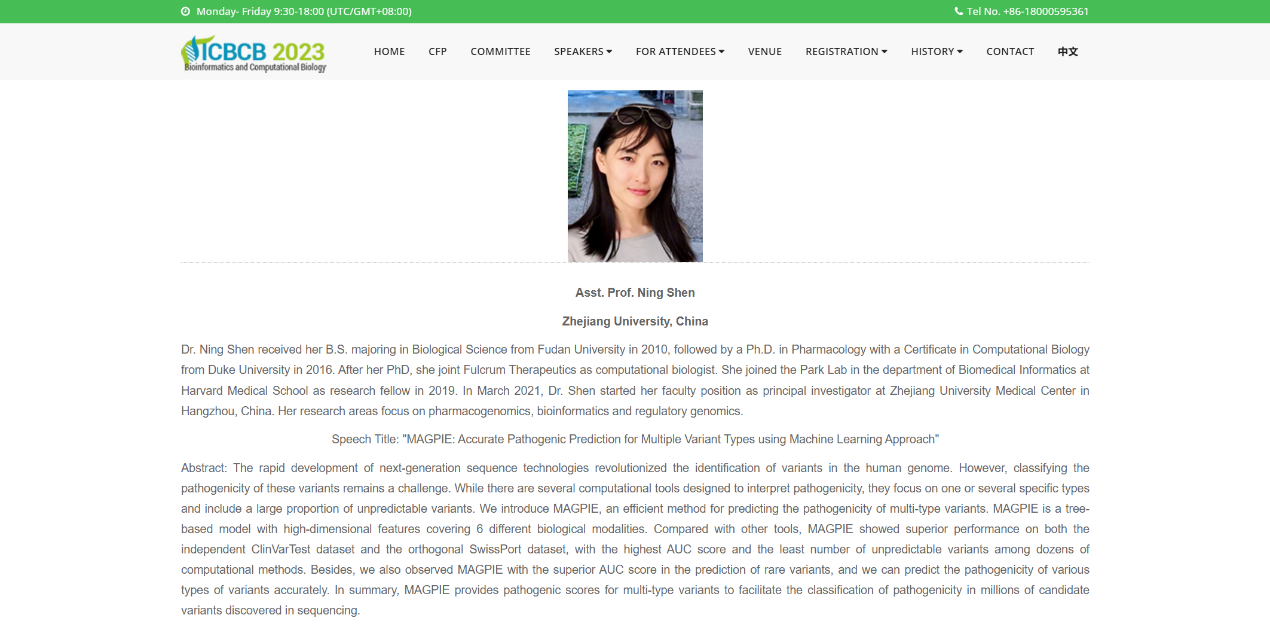 Monday- Friday 9:30-18:00 (UTC/GMT+08:00)
Tel No. +86-18000595361
ICBCB 2023
Bioinformatics and Computational Biology
HOME
CFP
COMMITTEE
SPEAKERS
FOR ATTENDEES
VENUE
REGISTRATION
HISTORY
CONTACT
中文
Asst. Prof. Ning Shen
Zhejiang University, China
Dr. Ning Shen received her B.S. majoring in Biological Science from Fudan University in 2010, followed by a Ph.D. in Pharmacology with a Certificate in Computational Biology
from Duke University in 2016. After her PhD, she joint Fulcrum Therapeutics as computational biologist. She joined the Park Lab in the department of Biomedical Informatics at
Harvard Medical School as research fellow in 2019. In March 2021, Dr. Shen started her faculty position as principal investigator at Zhejiang University Medical Center in
Hangzhou, China. Her research areas focus on pharmacogenomics, bioinformatics and regulatory genomics.
Speech Title: "MAGPIE: Accurate Pathogenic Prediction for Multiple Variant Types using Machine Learning Approach"
Abstract: The rapid development of next-generation sequence technologies revolutionized the identification of variants in the human genome. However, classifying the
pathogenicity of these variants remains a challenge. While there are several computational tools designed to interpret pathogenicity, they focus on one or several specific types
and include a large proportion of unpredictable variants. We introduce MAGPIE, an efficient method for predicting the pathogenicity of multi-type variants. MAGPIE is a tree-
based model with high-dimensional features covering 6 different biological modalities. Compared with other tools, MAGPIE showed superior performance on both the
independent ClinVarTest dataset and the orthogonal SwissPort dataset, with the highest AUC score and the least number of unpredictable variants among dozens of
computational methods. Besides, we also observed MAGPIE with the superior AUC score in the prediction of rare variants, and we can predict the pathogenicity of various
types of variants accurately. In summary, MAGPIE provides pathogenic scores for multi-type variants to facilitate the classification of pathogenicity in millions of candidate
variants discovered in sequencing.